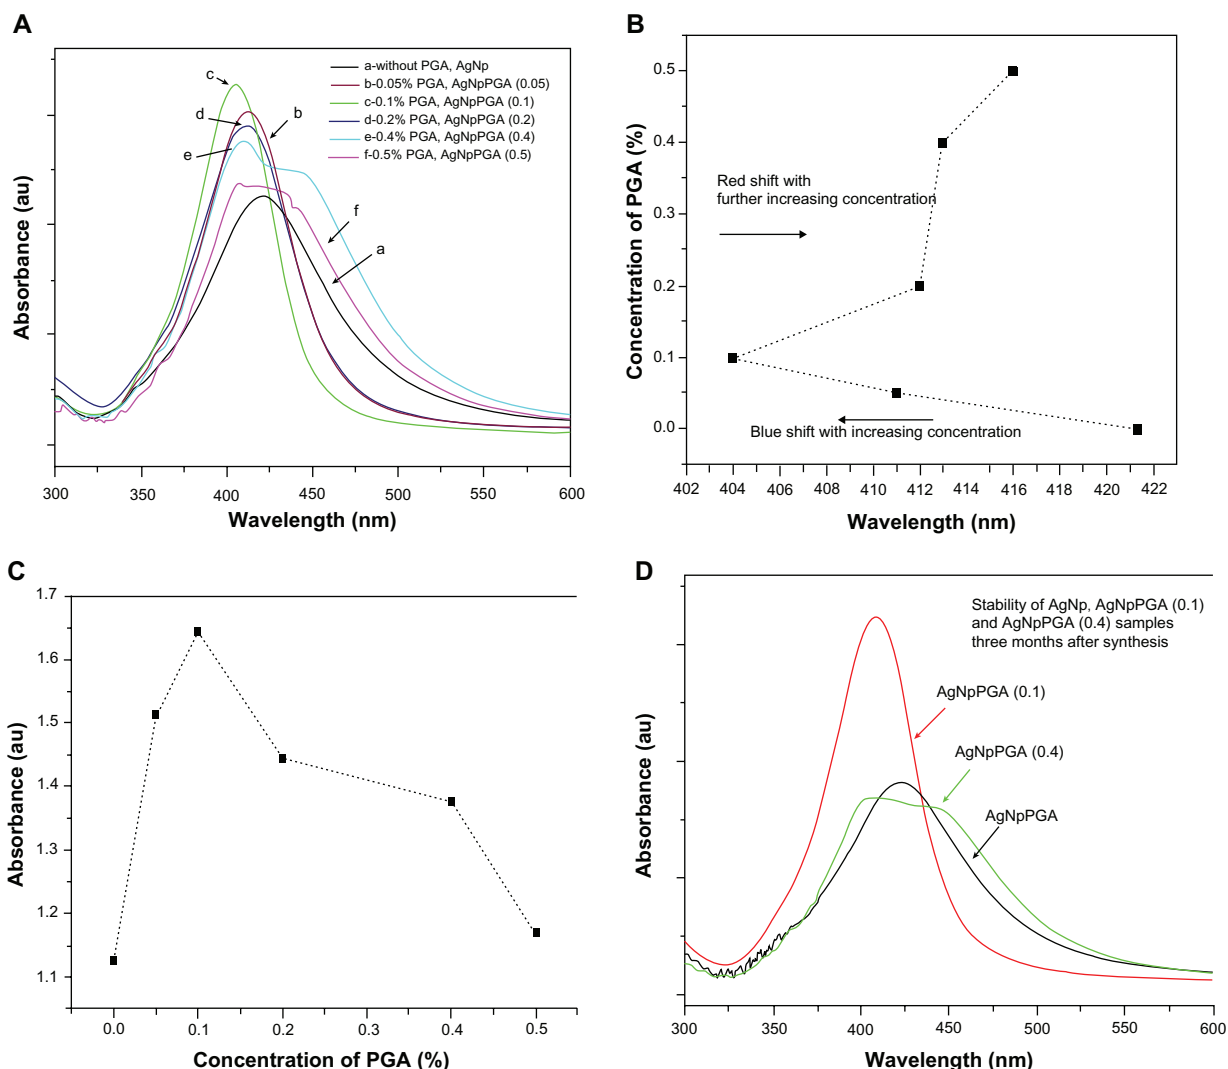 A
a-without PGA, AgNp
b-0.05% PGA, AgNpPGA (0.05)
c-0.1% PGA, AgNpPGA (0.1)
d-0.2% PGA, AgNpPGA (0.2)
e-0.4% PGA, AgNpPGA (0.4)
f-0.5% PGA, AgNpPGA (0.5)
c
d
b
e
f
a
Absorbance (au)
300 350 400 450 500 550 600
Wavelength (nm)
B
0.5
0.4
0.3
0.2
0.1
0.0
Concentration of PGA (%)
Red shift with
further increasing concentration
Blue shift with increasing concentration
402 404 406 408 410 412 414 416 418 420 422
Wavelength (nm)
C
1.7
1.6
1.5
1.4
1.3
1.2
1.1
Absorbance (au)
0.0 0.1 0.2 0.3 0.4 0.5
Concentration of PGA (%)
D
Stability of AgNp, AgNpPGA (0.1)
and AgNpPGA (0.4) samples
three months after synthesis
AgNpPGA (0.1)
AgNpPGA (0.4)
AgNpPGA
Absorbance (au)
300 350 400 450 500 550 600
Wavelength (nm)